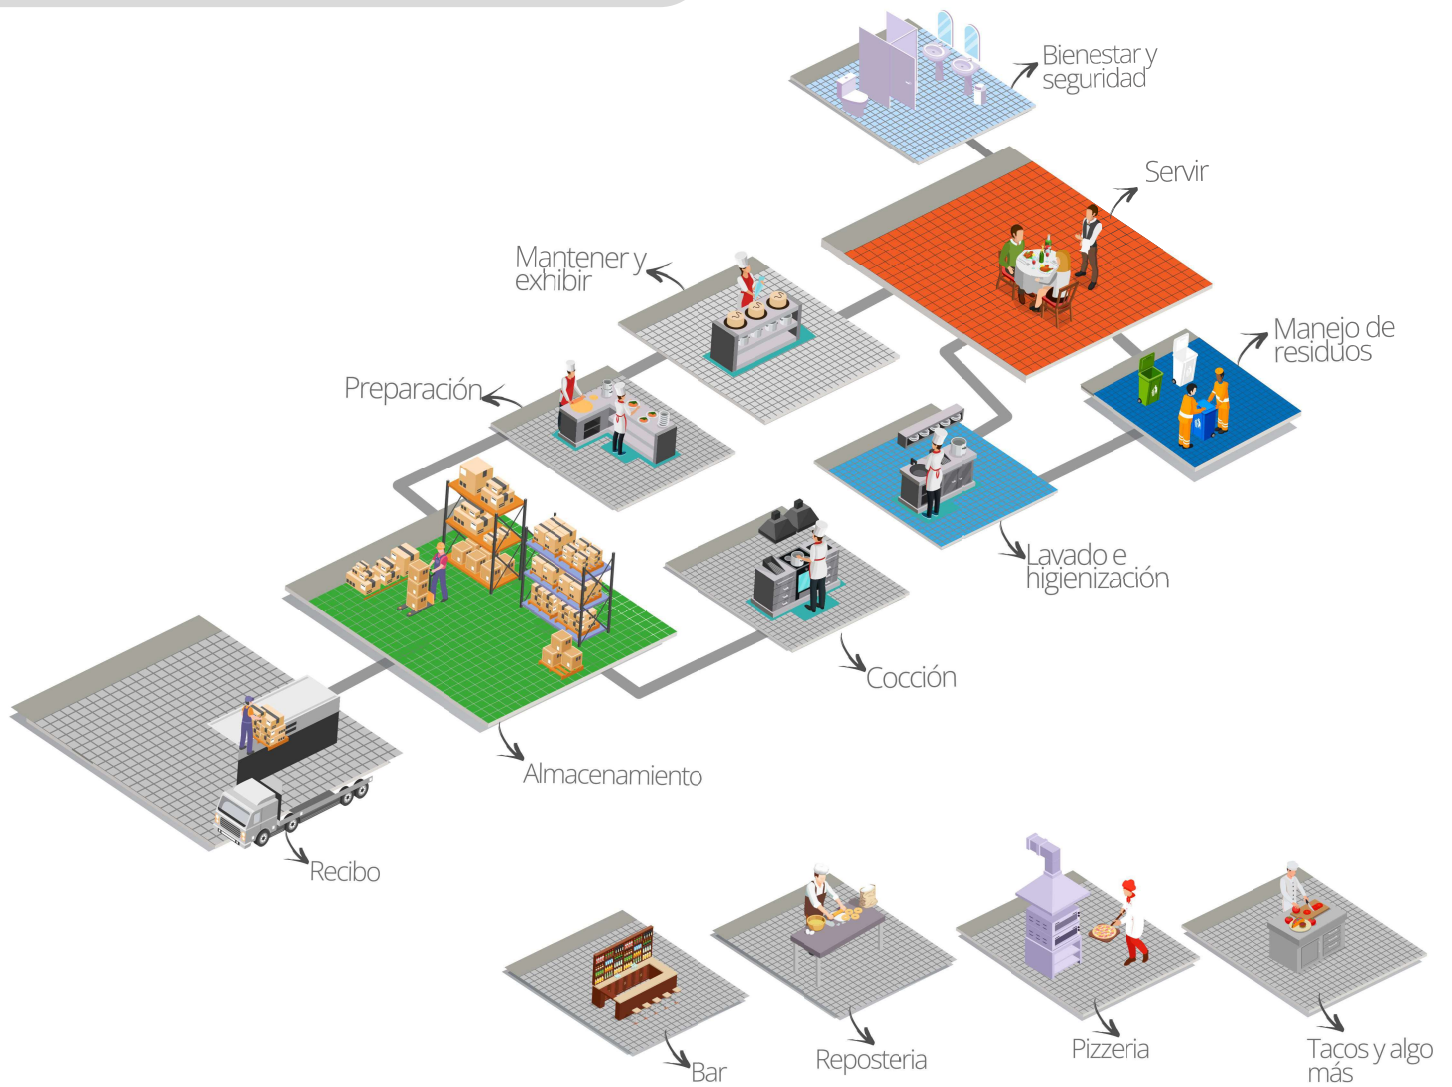 Bienestar y
seguridad
Servir
Mantener y
exhibir
Manejo de
residuos
Preparación
Lavado e
higienización
Cocción
Almacenamiento
Recibo
Bar
Reposteria
Pizzeria
Tacos y algo
más